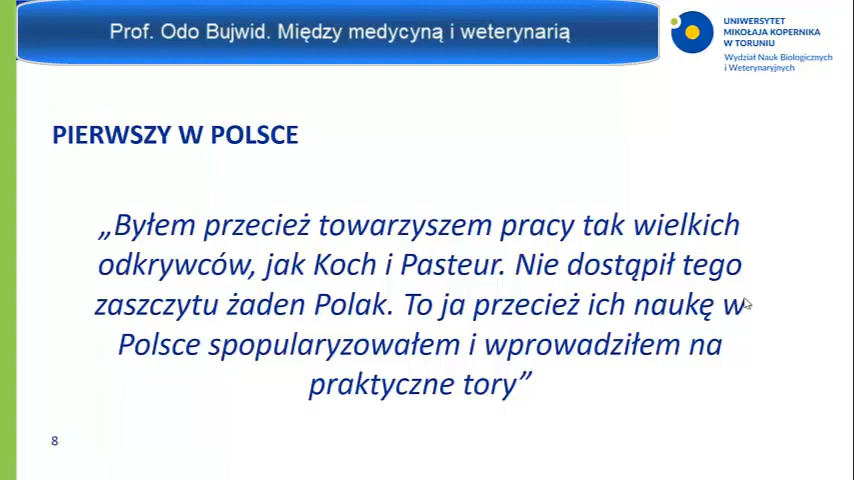 Prof. Odo Bujwid. Między medycyną i weterynarią
UNIWERSYTET
MIKOŁAJA KOPERNIKA
W TORUNIU
Wydział Nauk Biologicznych
i Weterynaryjnych
PIERWSZY W POLSCE
„Byłem przecież towarzyszem pracy tak wielkich
odkrywców, jak Koch i Pasteur. Nie dostąpił tego
zaszczytu żaden Polak. To ja przecież ich naukę w
Polsce spopularyzowałem i wprowadziłem na
praktyczne tory”
8